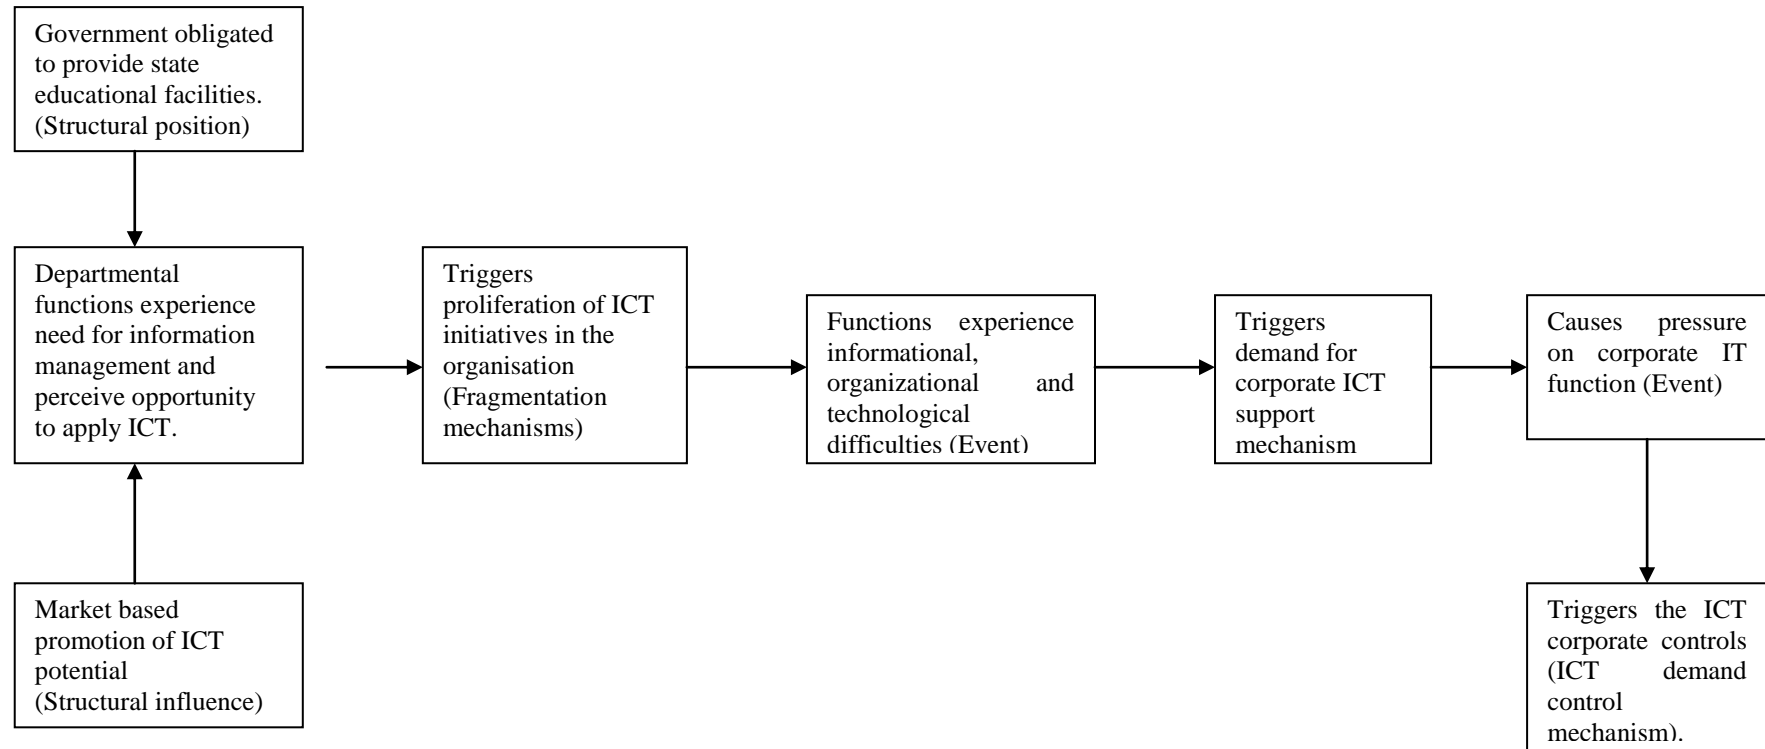 Government obligated
to provide state
educational facilities.
(Structural position)
Departmental
functions experience
need for information
management and
perceive opportunity
to apply ICT.
Market based
promotion of ICT
potential
(Structural influence)
Triggers
proliferation of ICT
initiatives in the
organisation
(Fragmentation
mechanisms)
Functions experience
informational,
organizational and
technological
difficulties (Event)
Triggers
demand for
corporate ICT
support
mechanism
Causes pressure
on corporate IT
function (Event)
Triggers the ICT
corporate controls
(ICT demand
control
mechanism).